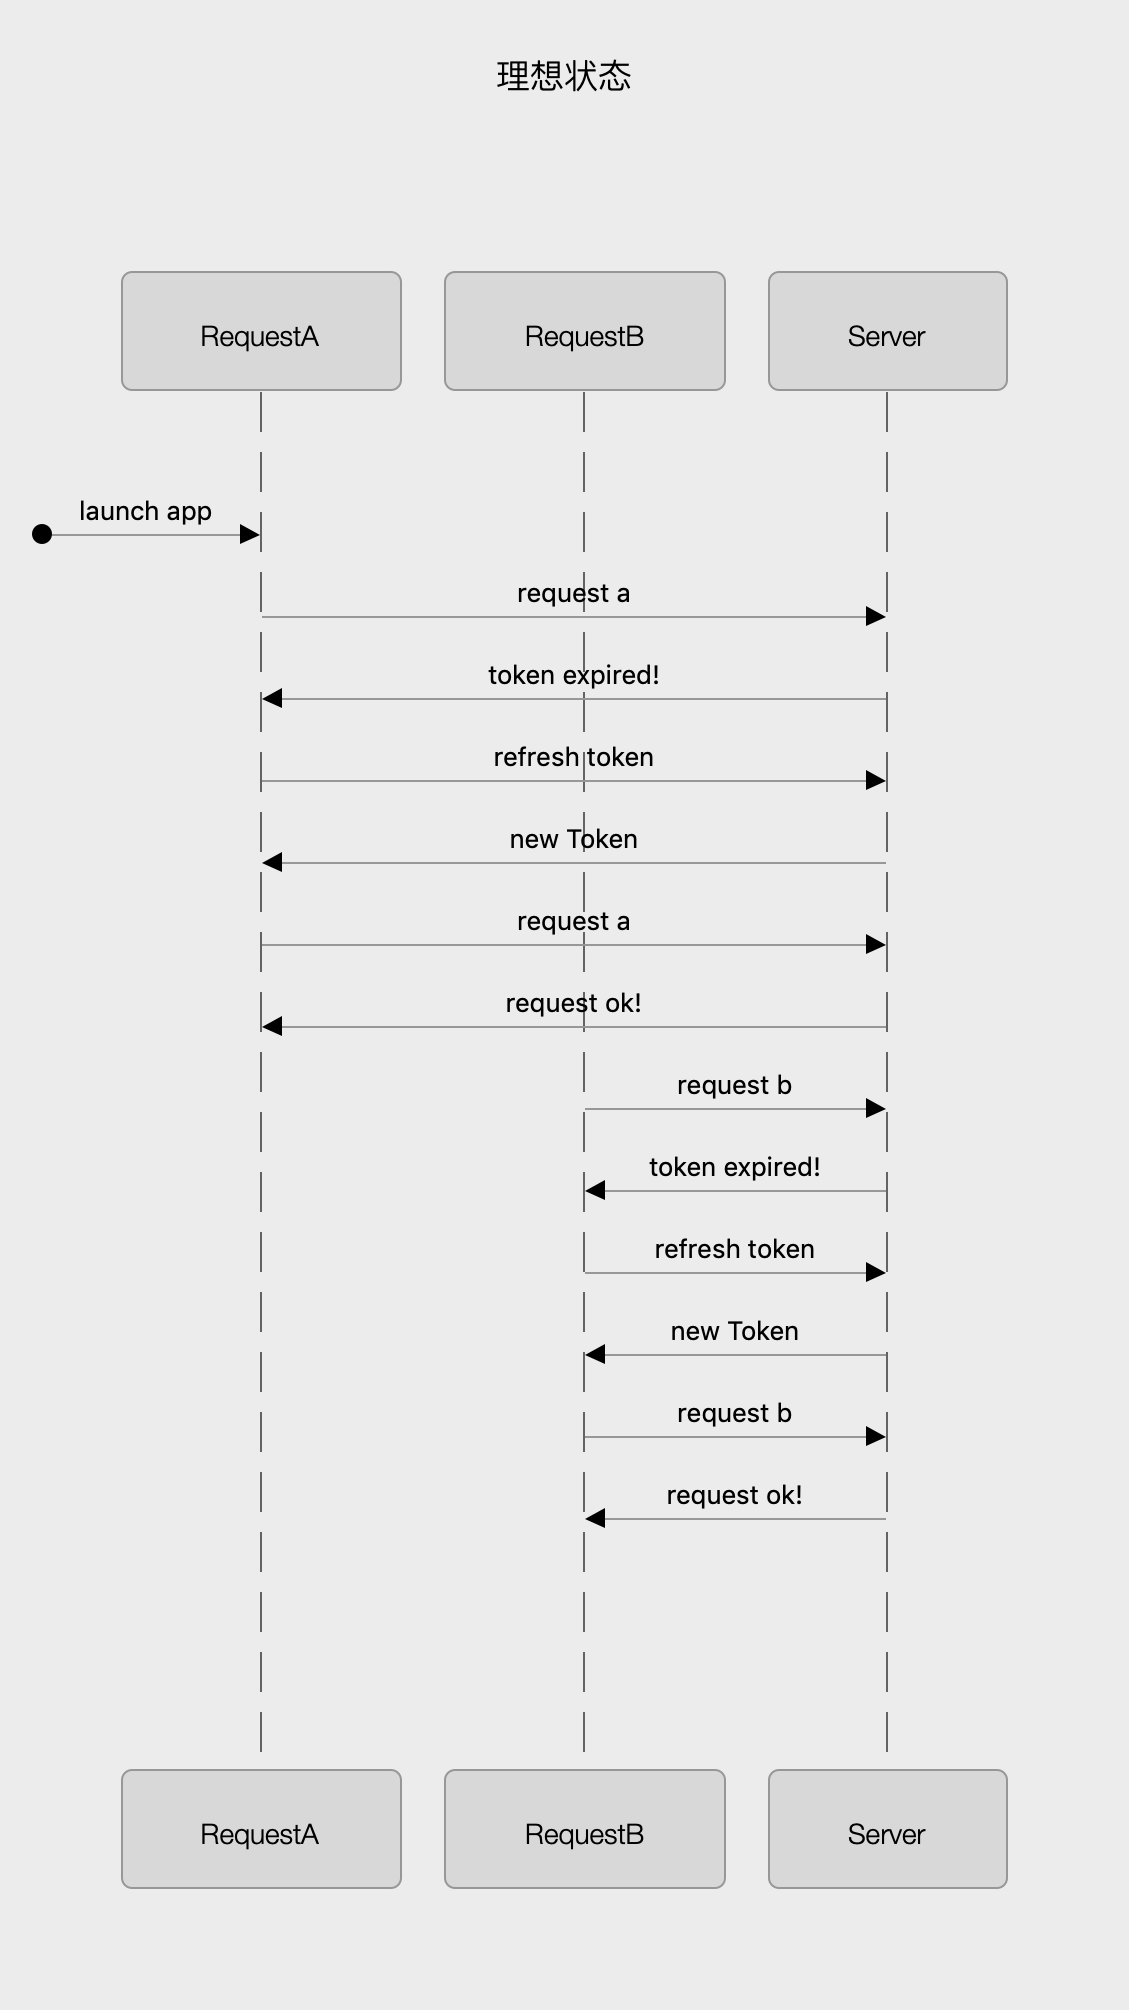 理想状态
RequestA
RequestB
Server
launch app
request a
token expired!
refresh token
new Token
request a
request ok!
request b
token expired!
refresh token
new Token
request b
request ok!
RequestA
RequestB
Server